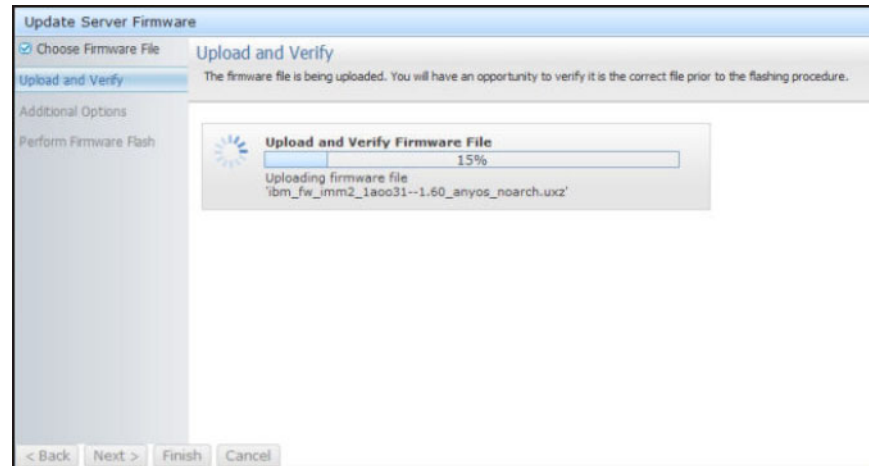 Update Server Firmware
Choose Firmware File
Upload and Verify
Additional Options
Perform Firmware Flash
Upload and Verify
The firmware file is being uploaded. You will have an opportunity to verify it is the correct file prior to the flashing procedure.
Upload and Verify Firmware File
15%
Uploading firmware file
'ibm_fw_imm2_1aoo31--1.60_anyos_noarch.uxz'
< Back
Next >
Finish
Cancel